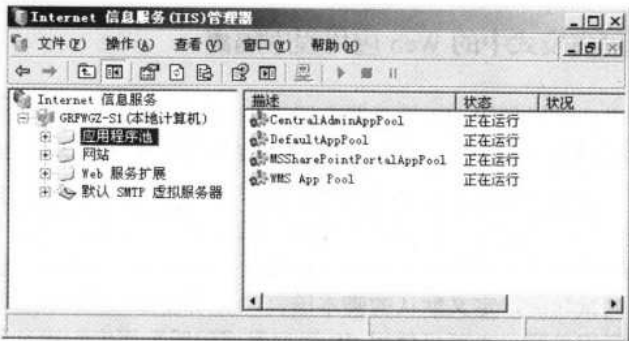 Internet 信息服务(IIS)管理器
文件(F) 操作(A) 查看(V) 窗口(W) 帮助(H)
Internet 信息服务
GRFWGZ-S1(本地计算机)
应用程序池
网站
Web 服务扩展
默认 SMTP 虚拟服务器
描述 状态 状况
CentralAdminAppPool 正在运行
DefaultAppPool 正在运行
MSSharePointPortalAppPool 正在运行
WMS App Pool 正在运行